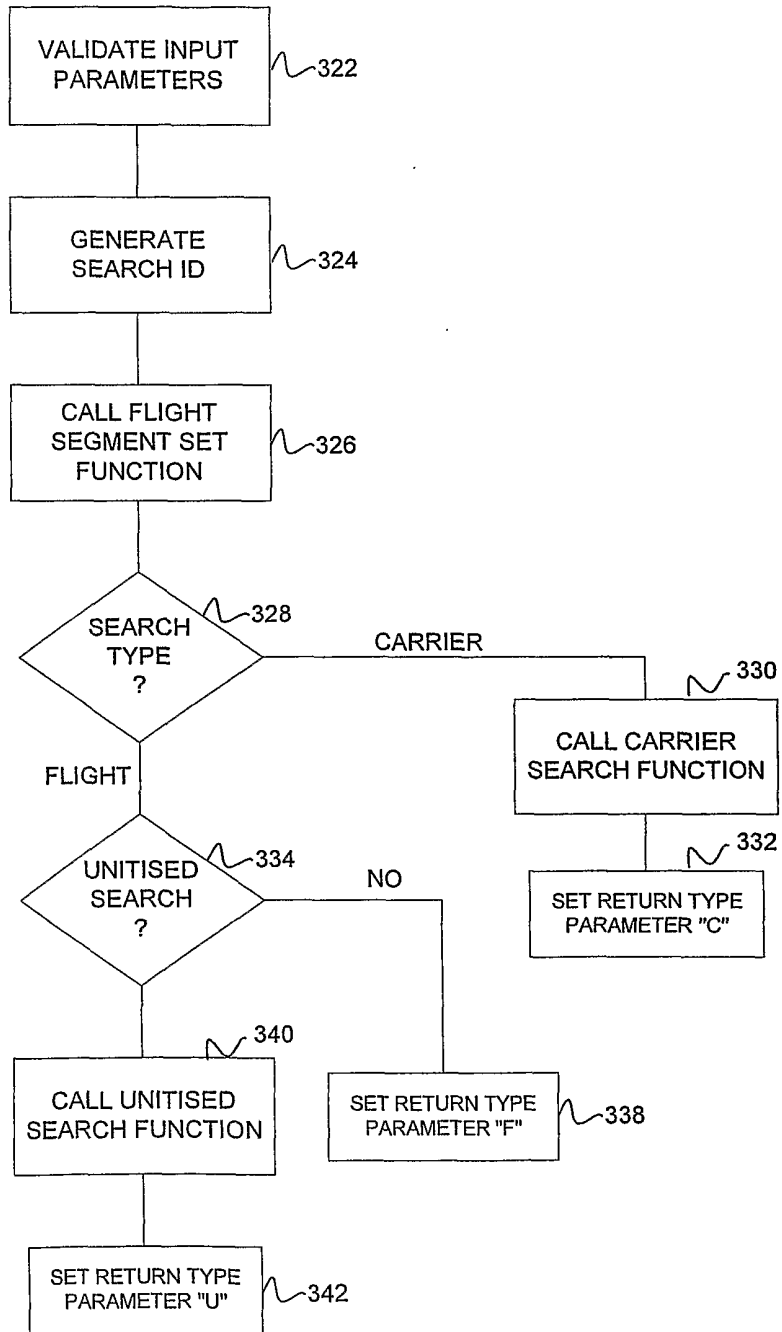 VALIDATE INPUT
PARAMETERS
322
GENERATE
SEARCH ID
324
CALL FLIGHT
SEGMENT SET
FUNCTION
326
SEARCH
TYPE
?
328
CARRIER
330
CALL CARRIER
SEARCH FUNCTION
332
SET RETURN TYPE
PARAMETER "C"
FLIGHT
UNITISED
SEARCH
?
334
NO
SET RETURN TYPE
PARAMETER "F"
338
340
CALL UNITISED
SEARCH FUNCTION
SET RETURN TYPE
PARAMETER "U"
342